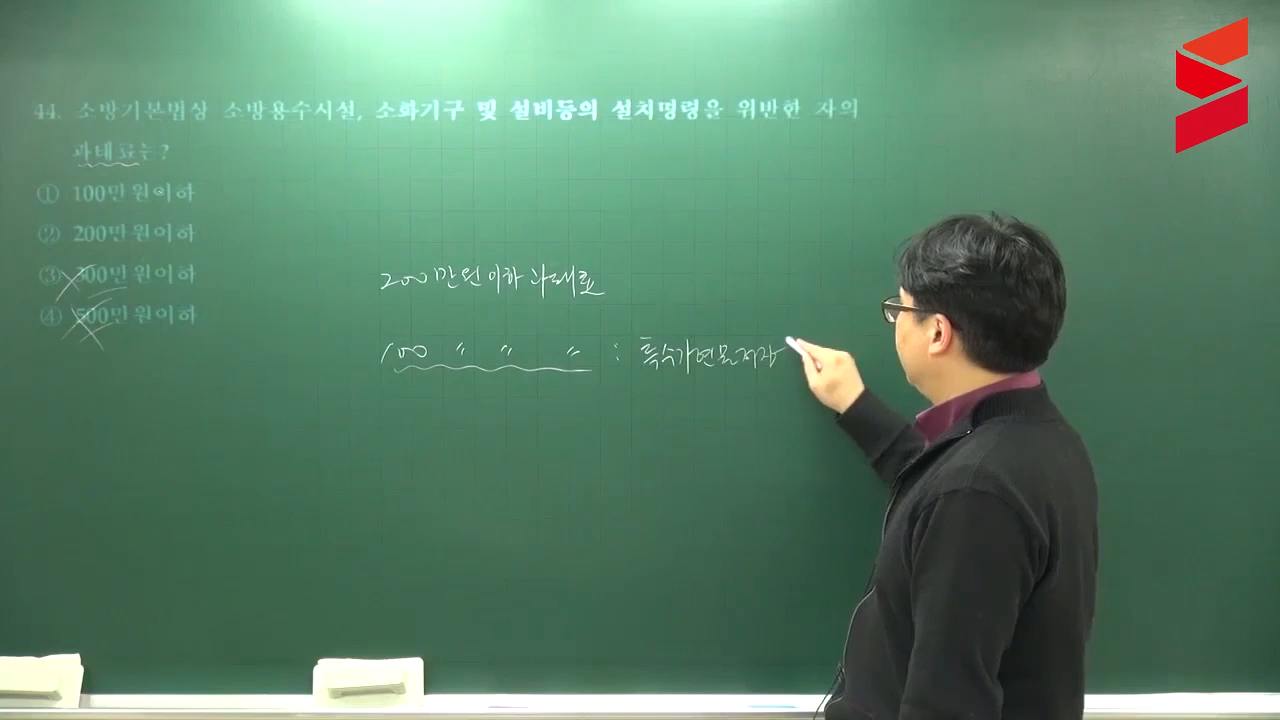 44. 소방기본법상 소방용수시설, 소화기구 및 설비등의 설치명령을 위반한 자의
과태료는?
① 100만원이하
② 200만원이하
③ 300만원이하
④ 500만원이하
200만원 이하 과태료
100 〃 〃 〃 : 특수가연물저장